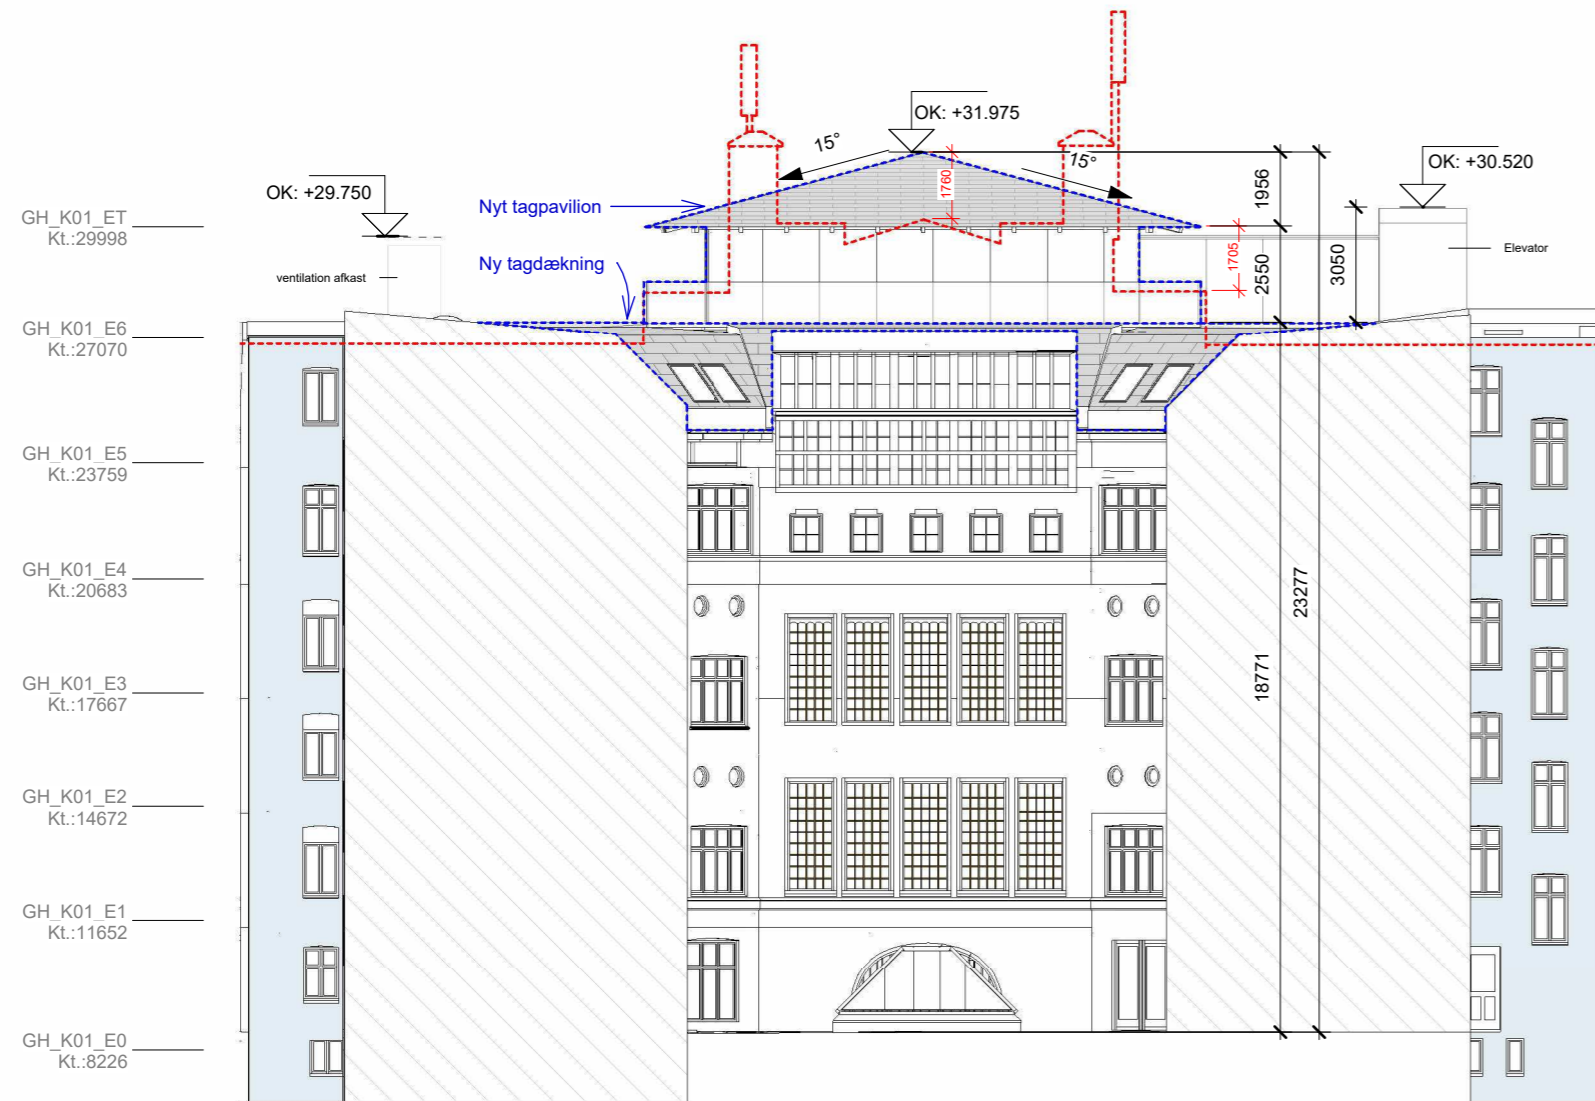 OK: +31.975
15°
15°
1760
1956
OK: +30.520
OK: +29.750
GH_K01_ET
Kt.:29998
Nyt tagpavilion
Ny tagdækning
ventilation afkast
1705
2550
3050
Elevator
GH_K01_E6
Kt.:27070
GH_K01_E5
Kt.:23759
GH_K01_E4
Kt.:20683
23277
GH_K01_E3
Kt.:17667
18771
GH_K01_E2
Kt.:14672
GH_K01_E1
Kt.:11652
GH_K01_E0
Kt.:8226